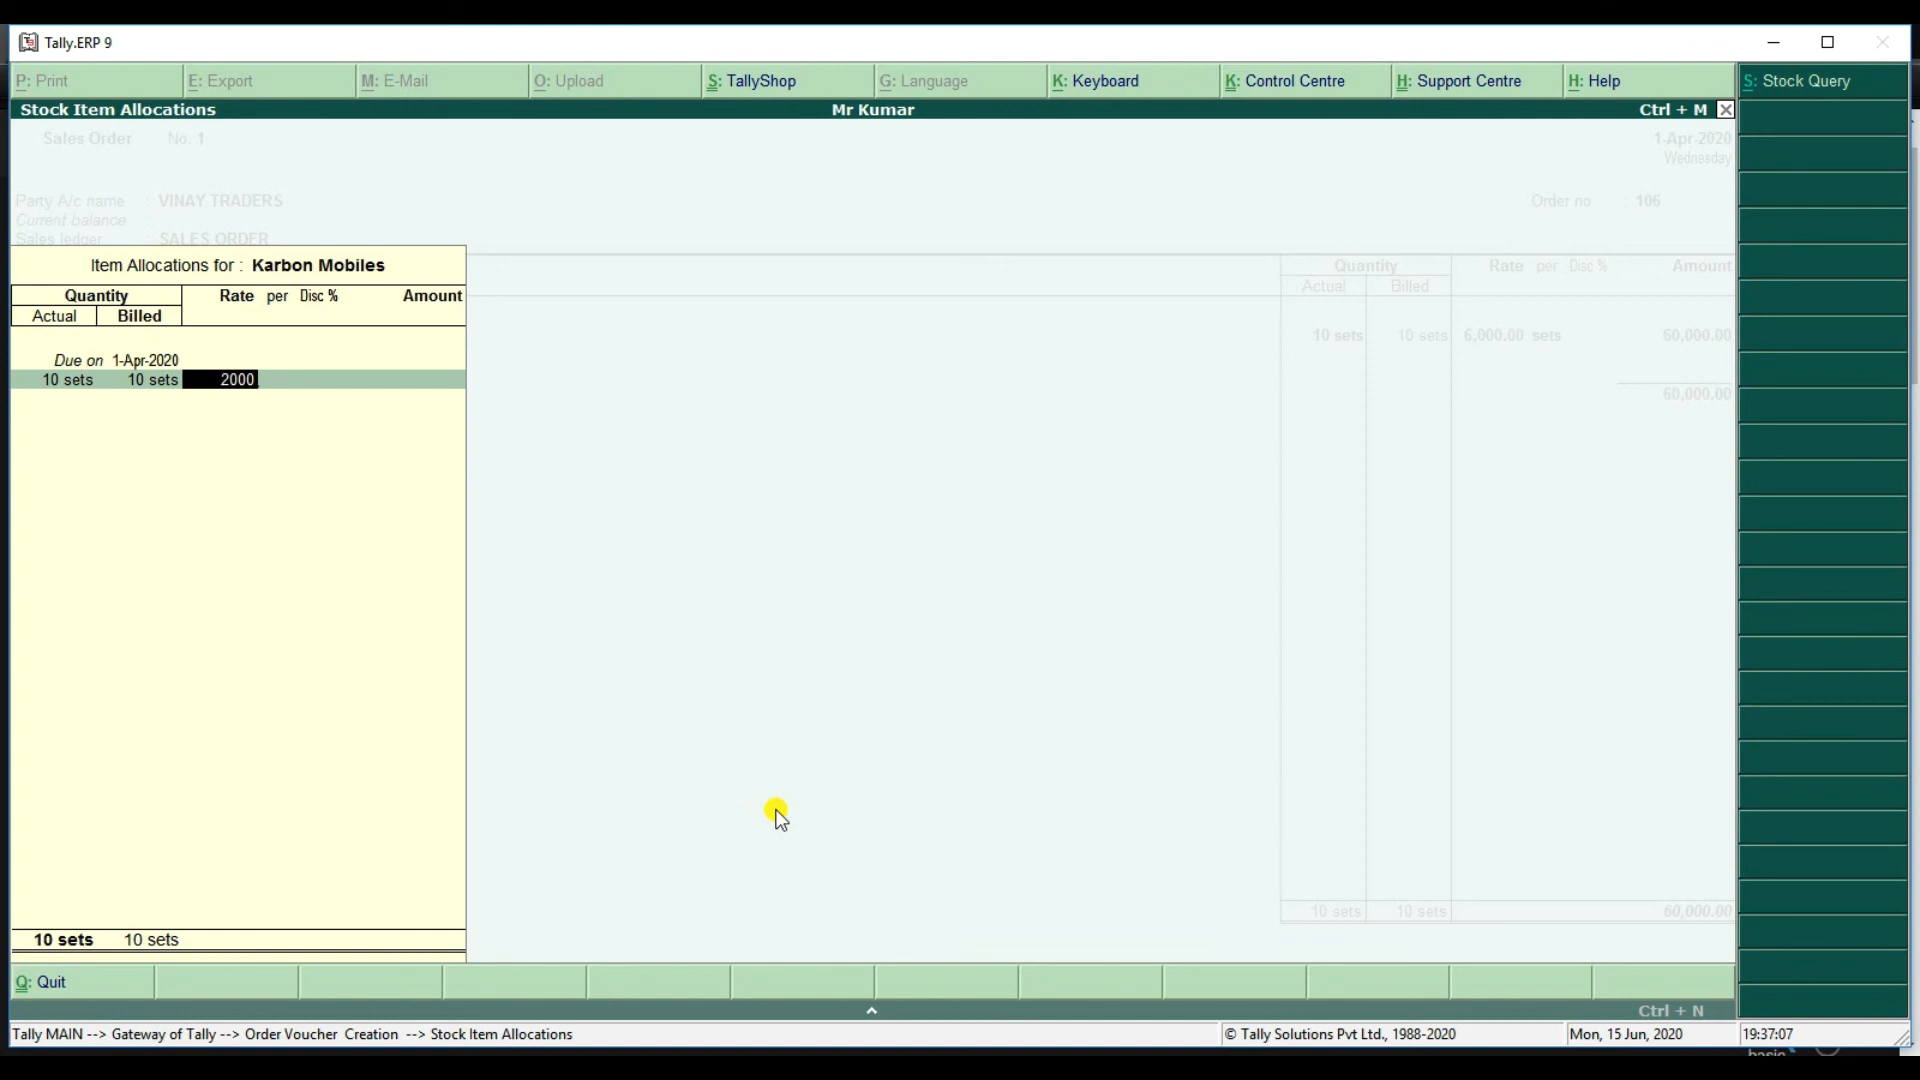 Tally.ERP 9
P: Print E: Export M: E-Mail O: Upload S: TallyShop G: Language K: Keyboard K: Control Centre H: Support Centre H: Help S: Stock Query
Stock Item Allocations Mr Kumar Ctrl + M
Sales Order No. 1 1-Apr-2020
Wednesday
Party A/c name : VINAY TRADERS Order no : 106
Current balance :
Sales ledger : SALES ORDER
Item Allocations for : Karbon Mobiles
Quantity Rate per Disc % Amount
Actual Billed
Due on 1-Apr-2020
10 sets 10 sets 2000
10 sets 10 sets
Quantity Rate per Disc % Amount
Actual Billed
10 sets 10 sets 6,000.00 sets 60,000.00
60,000.00
10 sets 10 sets 60,000.00
Q: Quit
Ctrl + N
Tally MAIN --> Gateway of Tally --> Order Voucher Creation --> Stock Item Allocations © Tally Solutions Pvt Ltd., 1988-2020 Mon, 15 Jun, 2020 19:37:07
basic